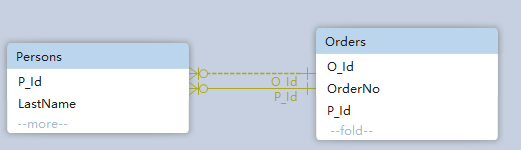 Persons
P_Id
LastName
--more--
O_Id
P_Id
Orders
O_Id
OrderNo
P_Id
--fold--